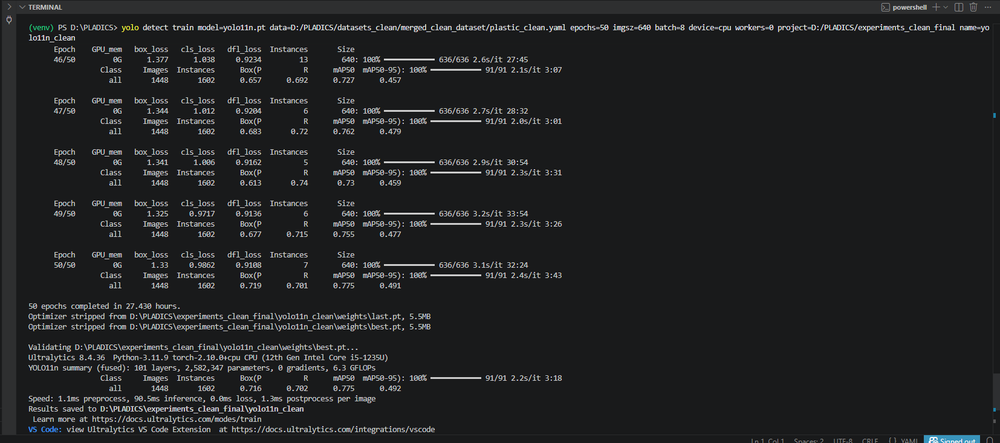 TERMINAL
powershell
(venv) PS D:\PLADICS> yolo detect train model=yolo11n.pt data=D:/PLADICS/datasets_clean/merged_clean_dataset/plastic_clean.yaml epochs=50 imgsz=640 batch=8 device=cpu workers=0 project=D:/PLADICS/experiments_clean_final name=yo
lo11n_clean
Epoch GPU_mem box_loss cls_loss dfl_loss Instances Size
46/50 0G 1.377 1.038 0.9234 13 640: 100% ━━━━━━━━━━━━ 636/636 2.6s/it 27:45
Class Images Instances Box(P R mAP50 mAP50-95): 100% ━━━━━━━━━━━━ 91/91 2.1s/it 3:07
all 1448 1602 0.657 0.692 0.727 0.457
Epoch GPU_mem box_loss cls_loss dfl_loss Instances Size
47/50 0G 1.344 1.012 0.9204 6 640: 100% ━━━━━━━━━━━━ 636/636 2.7s/it 28:32
Class Images Instances Box(P R mAP50 mAP50-95): 100% ━━━━━━━━━━━━ 91/91 2.0s/it 3:01
all 1448 1602 0.683 0.72 0.762 0.479
Epoch GPU_mem box_loss cls_loss dfl_loss Instances Size
48/50 0G 1.341 1.006 0.9162 5 640: 100% ━━━━━━━━━━━━ 636/636 2.9s/it 30:54
Class Images Instances Box(P R mAP50 mAP50-95): 100% ━━━━━━━━━━━━ 91/91 2.3s/it 3:31
all 1448 1602 0.613 0.74 0.73 0.459
Epoch GPU_mem box_loss cls_loss dfl_loss Instances Size
49/50 0G 1.325 0.9717 0.9136 6 640: 100% ━━━━━━━━━━━━ 636/636 3.2s/it 33:54
Class Images Instances Box(P R mAP50 mAP50-95): 100% ━━━━━━━━━━━━ 91/91 2.3s/it 3:26
all 1448 1602 0.677 0.715 0.755 0.477
Epoch GPU_mem box_loss cls_loss dfl_loss Instances Size
50/50 0G 1.33 0.9862 0.9108 7 640: 100% ━━━━━━━━━━━━ 636/636 3.1s/it 32:24
Class Images Instances Box(P R mAP50 mAP50-95): 100% ━━━━━━━━━━━━ 91/91 2.4s/it 3:43
all 1448 1602 0.719 0.701 0.775 0.491
50 epochs completed in 27.430 hours.
Optimizer stripped from D:\PLADICS\experiments_clean_final\yolo11n_clean\weights\last.pt, 5.5MB
Optimizer stripped from D:\PLADICS\experiments_clean_final\yolo11n_clean\weights\best.pt, 5.5MB
Validating D:\PLADICS\experiments_clean_final\yolo11n_clean\weights\best.pt...
Ultralytics 8.4.36 Python-3.11.9 torch-2.10.0+cpu CPU (12th Gen Intel Core i5-1235U)
YOLO11n summary (fused): 101 layers, 2,582,347 parameters, 0 gradients, 6.3 GFLOPs
Class Images Instances Box(P R mAP50 mAP50-95): 100% ━━━━━━━━━━━━ 91/91 2.2s/it 3:18
all 1448 1602 0.716 0.702 0.775 0.492
Speed: 1.1ms preprocess, 90.5ms inference, 0.0ms loss, 1.3ms postprocess per image
Results saved to D:\PLADICS\experiments_clean_final\yolo11n_clean
Learn more at https://docs.ultralytics.com/modes/train
VS Code: view Ultralytics VS Code Extension at https://docs.ultralytics.com/integrations/vscode
Ln 1, Col 1 Spaces: 2 UTF-8 CRLF { } YAML Signed out